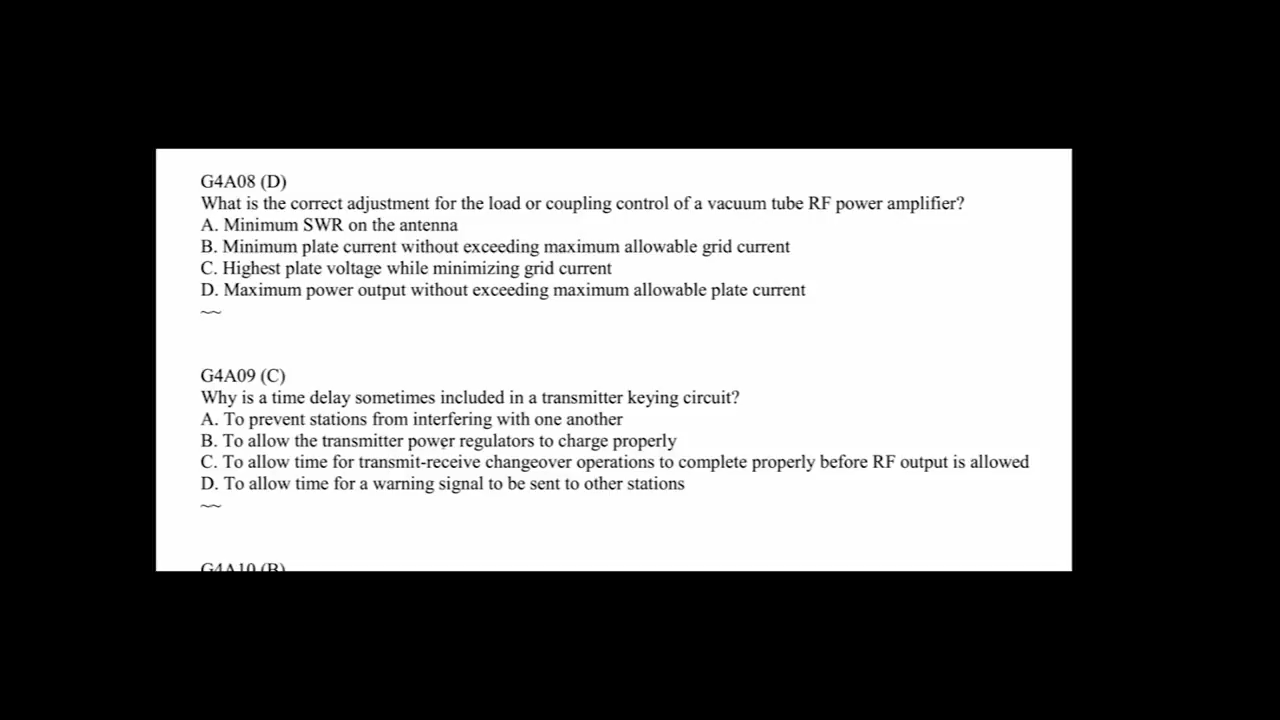 G4A08 (D)
What is the correct adjustment for the load or coupling control of a vacuum tube RF power amplifier?
A. Minimum SWR on the antenna
B. Minimum plate current without exceeding maximum allowable grid current
C. Highest plate voltage while minimizing grid current
D. Maximum power output without exceeding maximum allowable plate current
~~
G4A09 (C)
Why is a time delay sometimes included in a transmitter keying circuit?
A. To prevent stations from interfering with one another
B. To allow the transmitter power regulators to charge properly
C. To allow time for transmit-receive changeover operations to complete properly before RF output is allowed
D. To allow time for a warning signal to be sent to other stations
~~
G4A10 (B)